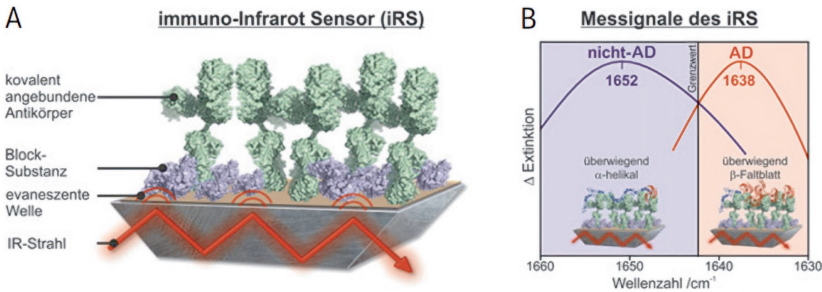 A
immuno-Infrarot Sensor (iRS)
kovalent
angebundene
Antikörper
Block-
Substanz
evaneszente
Welle
IR-Strahl
B
Messignale des iRS
nicht-AD
1652
Grenzwert
AD
1638
Δ Extinktion
überwiegend
α-helikal
überwiegend
β-Faltblatt
1660
1650
1640
1630
Wellenzahl /cm⁻¹